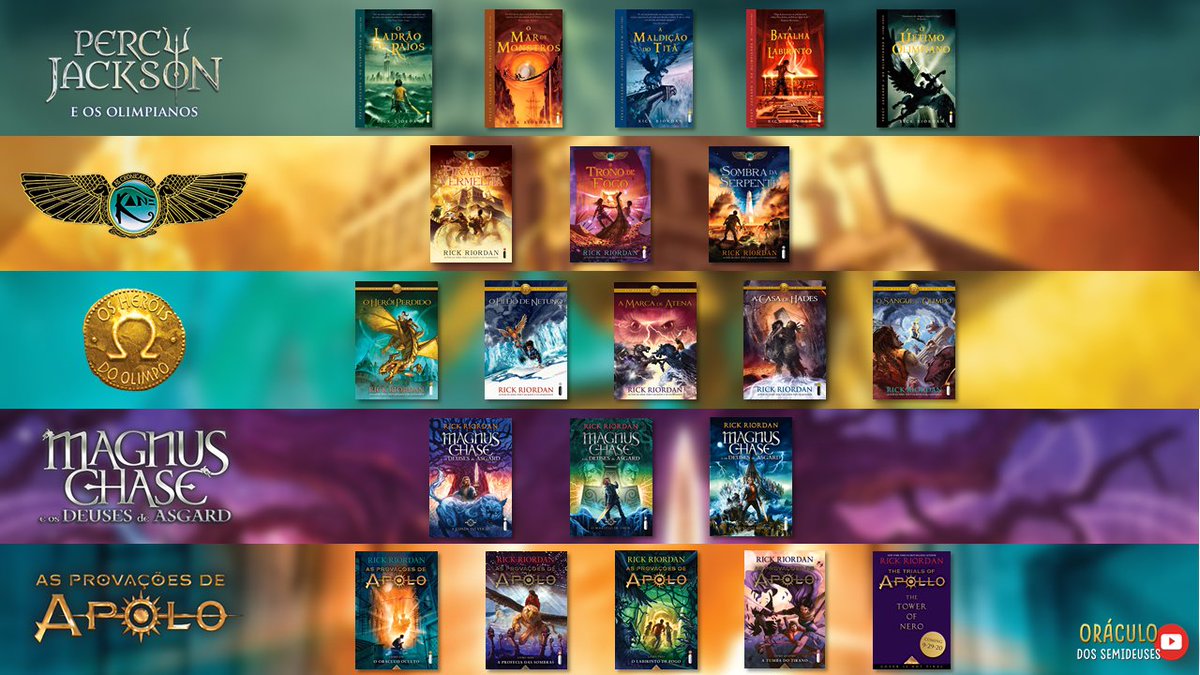 PERCY
JACKSON
E OS OLIMPIANOS
O
LADRÃO
DE RAIOS
RICK RIORDAN
O
MAR DE
MONSTROS
RICK RIORDAN
A
MALDIÇÃO
DO TITÃ
RICK RIORDAN
A
BATALHA
DO
LABIRINTO
RICK RIORDAN
O
ÚLTIMO
OLIMPIANO
RICK RIORDAN
AS CRÔNICAS DOS
KANE
PIRÂMIDE
VERMELHA
RICK RIORDAN
TRONO DE
FOGO
RICK RIORDAN
SOMBRA DA
SERPENTE
RICK RIORDAN
OS HERÓIS
DO OLIMPO
O HERÓI PERDIDO
RICK RIORDAN
O FILHO DE NETUNO
RICK RIORDAN
A MARCA DE ATENA
RICK RIORDAN
A CASA DE HADES
RICK RIORDAN
O SANGUE DO OLIMPO
RICK RIORDAN
MAGNUS
CHASE
E OS DEUSES de ASGARD
RICK RIORDAN
MAGNUS
CHASE
E OS DEUSES de ASGARD
RICK RIORDAN
MAGNUS
CHASE
E OS DEUSES de ASGARD
RICK RIORDAN
MAGNUS
CHASE
E OS DEUSES de ASGARD
AS PROVAÇÕES DE
APOLO
RICK RIORDAN
AS PROVAÇÕES DE
APOLO
O ORÁCULO OCULTO
RICK RIORDAN
AS PROVAÇÕES DE
APOLO
A PROFECIA DAS SOMBRAS
RICK RIORDAN
AS PROVAÇÕES DE
APOLO
O LABIRINTO DE FOGO
RICK RIORDAN
AS PROVAÇÕES DE
APOLO
A TUMBA DO TIRANO
RICK RIORDAN
THE TRIALS OF
APOLLO
THE
TOWER
OF
NERO
COMING
9-29-20
COVER IS NOT FINAL
ORÁCULO
DOS SEMIDEUSES